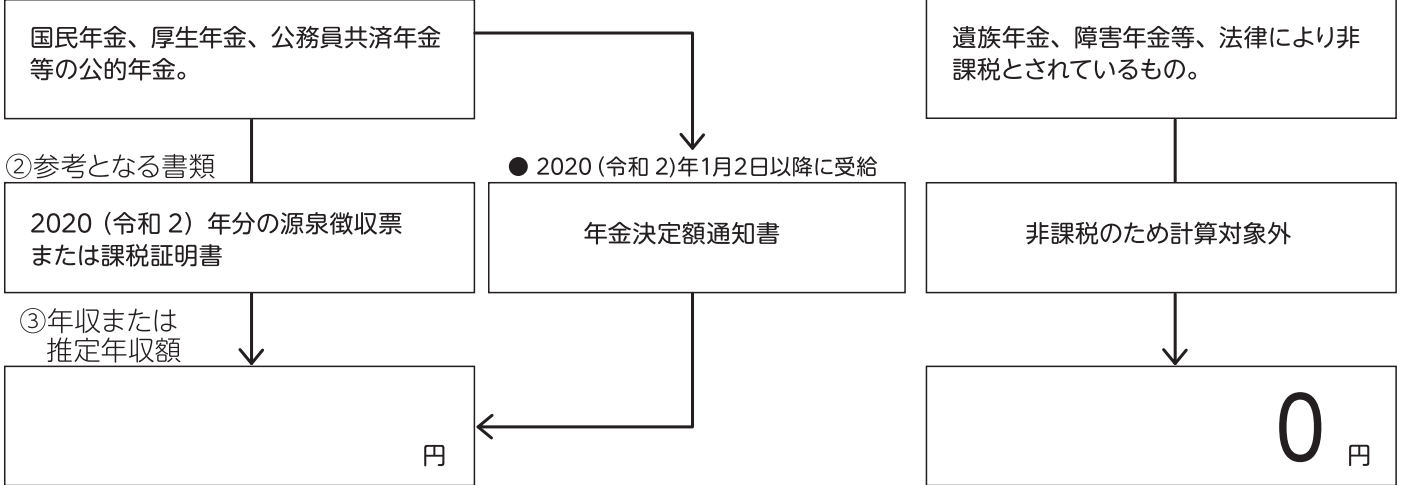 国民年金、厚生年金、公務員共済年金
等の公的年金。
遺族年金、障害年金等、法律により非
課税とされているもの。
②参考となる書類
● 2020(令和 2)年1月2日以降に受給
2020(令和 2)年分の源泉徴収票
または課税証明書
年金決定額通知書
非課税のため計算対象外
③年収または
推定年収額
円
0 円